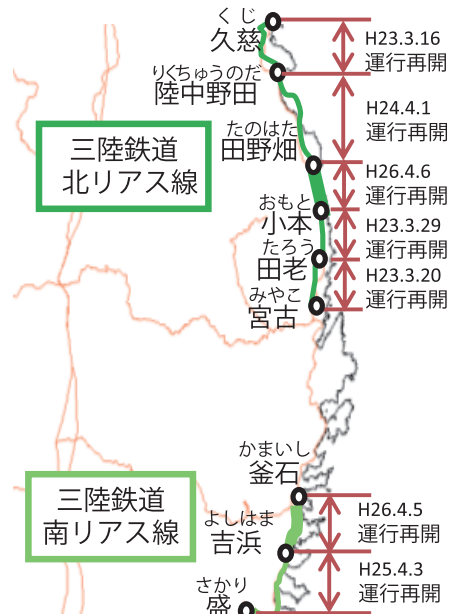 くじ
久慈
H23.3.16
運行再開
りくちゅうのだ
陸中野田
H24.4.1
運行再開
たのはた
田野畑
三陸鉄道
北リアス線
H26.4.6
運行再開
おもと
小本
H23.3.29
運行再開
たろう
田老
H23.3.20
運行再開
みやこ
宮古
かまいし
釜石
三陸鉄道
南リアス線
H26.4.5
運行再開
よしはま
吉浜
H25.4.3
運行再開
さかり
盛